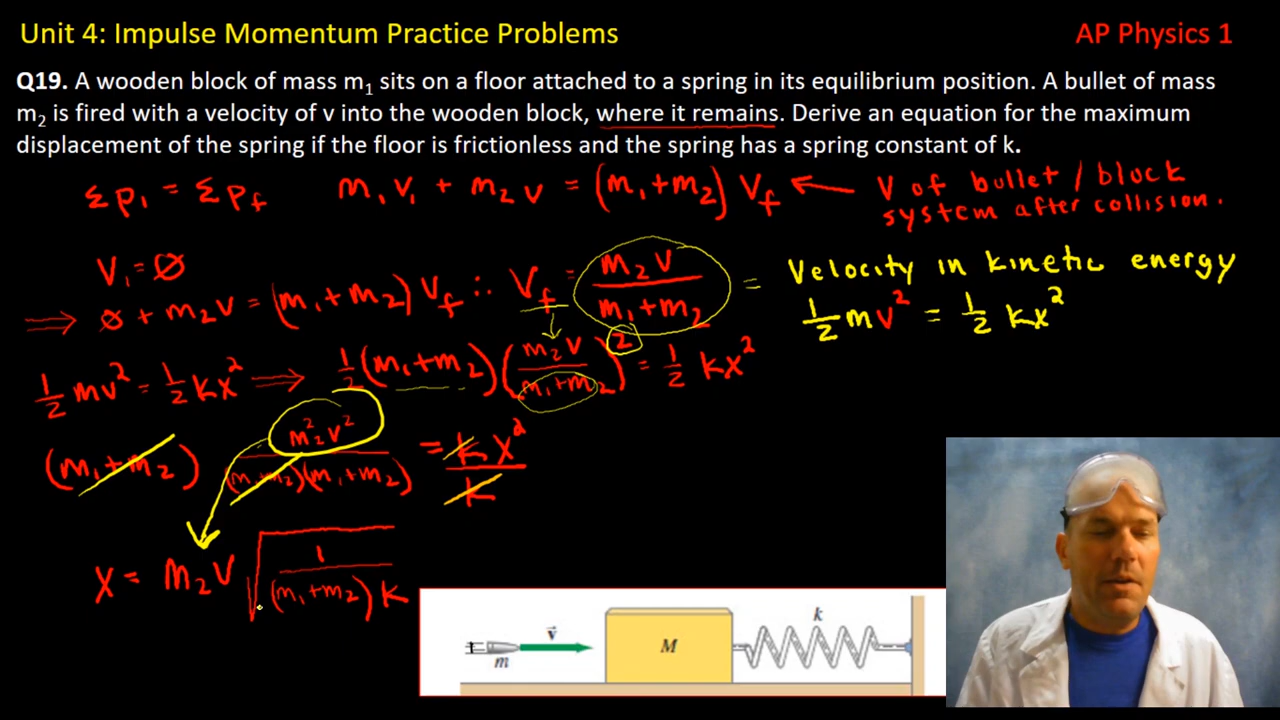 Unit 4: Impulse Momentum Practice Problems
AP Physics 1
Q19. A wooden block of mass m₁ sits on a floor attached to a spring in its equilibrium position. A bullet of mass
m₂ is fired with a velocity of v into the wooden block, where it remains. Derive an equation for the maximum
displacement of the spring if the floor is frictionless and the spring has a spring constant of k.
Σp₁ = Σp_f   m₁v₁ + m₂v = (m₁+m₂) V_f ← V of bullet / block
system after collision.
V₁ = 0
⇒ 0 + m₂v = (m₁+m₂) V_f ∴ V_f = m₂v / (m₁+m₂) = Velocity in kinetic energy
½ mv² = ½ kx²
½ mv² = ½ kx² ⇒ ½ (m₁+m₂) (m₂v / (m₁+m₂))² = ½ kx²
(m₁+m₂) m₂²v² / (m₁+m₂)(m₁+m₂) = kx² / k
x = m₂v √(1 / (m₁+m₂)k)
v⃗
m
M
k